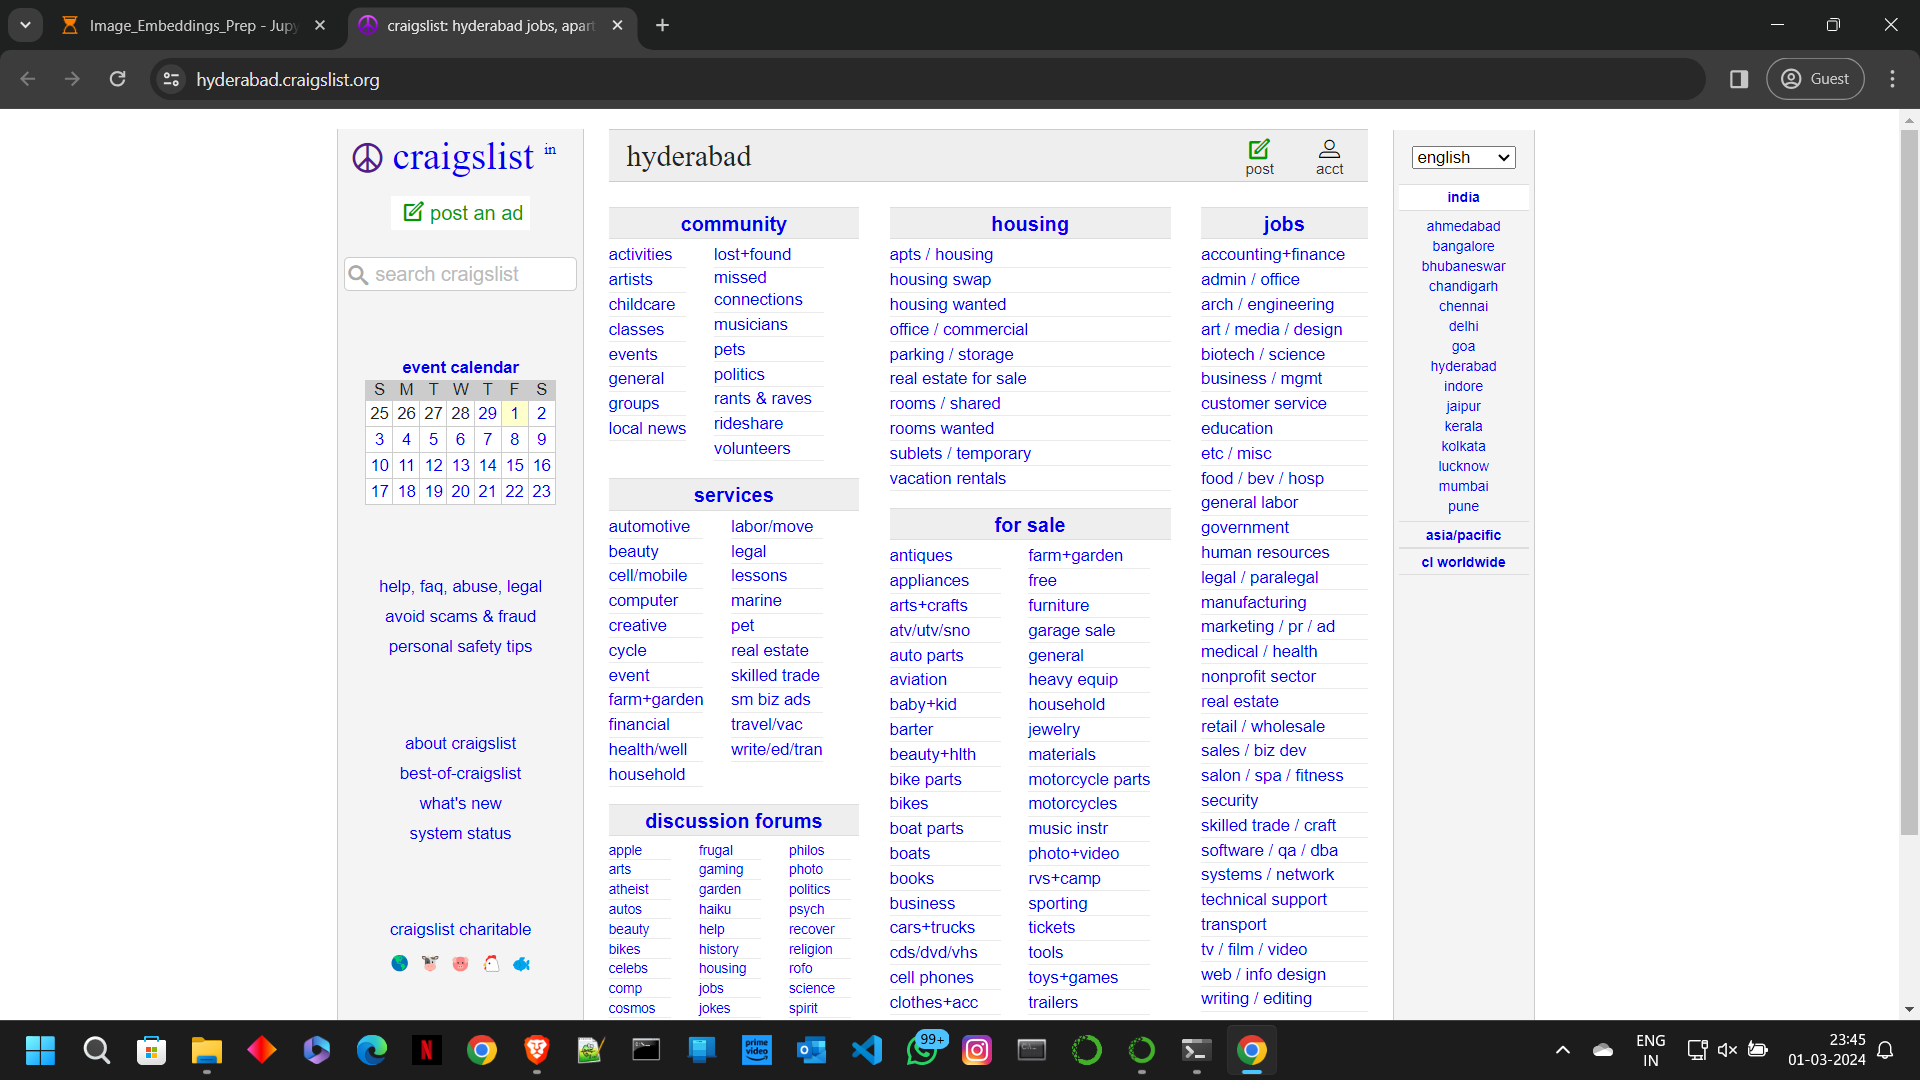 Image_Embeddings_Prep - Jupy
craigslist: hyderabad jobs, apart
hyderabad.craigslist.org
Guest
craigslist in
post an ad
search craigslist
event calendar
S M T W T F S
25 26 27 28 29 1 2
3 4 5 6 7 8 9
10 11 12 13 14 15 16
17 18 19 20 21 22 23
help, faq, abuse, legal
avoid scams & fraud
personal safety tips
about craigslist
best-of-craigslist
what's new
system status
craigslist charitable
hyderabad
post
acct
community
activities
artists
childcare
classes
events
general
groups
local news
lost+found
missed
connections
musicians
pets
politics
rants & raves
rideshare
volunteers
services
automotive
beauty
cell/mobile
computer
creative
cycle
event
farm+garden
financial
health/well
household
labor/move
legal
lessons
marine
pet
real estate
skilled trade
sm biz ads
travel/vac
write/ed/tran
discussion forums
apple
arts
atheist
autos
beauty
bikes
celebs
comp
cosmos
frugal
gaming
garden
haiku
help
history
housing
jobs
jokes
philos
photo
politics
psych
recover
religion
rofo
science
spirit
housing
apts / housing
housing swap
housing wanted
office / commercial
parking / storage
real estate for sale
rooms / shared
rooms wanted
sublets / temporary
vacation rentals
for sale
antiques
appliances
arts+crafts
atv/utv/sno
auto parts
aviation
baby+kid
barter
beauty+hlth
bike parts
bikes
boat parts
boats
books
business
cars+trucks
cds/dvd/vhs
cell phones
clothes+acc
farm+garden
free
furniture
garage sale
general
heavy equip
household
jewelry
materials
motorcycle parts
motorcycles
music instr
photo+video
rvs+camp
sporting
tickets
tools
toys+games
trailers
jobs
accounting+finance
admin / office
arch / engineering
art / media / design
biotech / science
business / mgmt
customer service
education
etc / misc
food / bev / hosp
general labor
government
human resources
legal / paralegal
manufacturing
marketing / pr / ad
medical / health
nonprofit sector
real estate
retail / wholesale
sales / biz dev
salon / spa / fitness
security
skilled trade / craft
software / qa / dba
systems / network
technical support
transport
tv / film / video
web / info design
writing / editing
english
india
ahmedabad
bangalore
bhubaneswar
chandigarh
chennai
delhi
goa
hyderabad
indore
jaipur
kerala
kolkata
lucknow
mumbai
pune
asia/pacific
cl worldwide
prime
video
99+
ENG
IN
23:45
01-03-2024